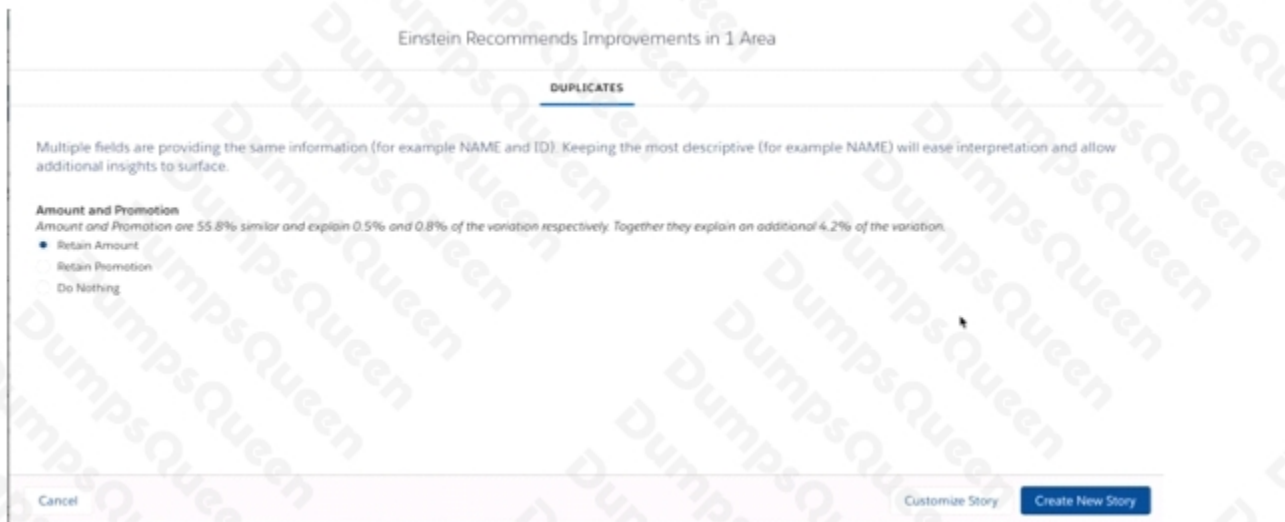 Einstein Recommends Improvements in 1 Area
DUPLICATES
Multiple fields are providing the same information (for example NAME and ID). Keeping the most descriptive (for example NAME) will ease interpretation and allow
additional insights to surface.
Amount and Promotion
Amount and Promotion are 55.8% similar and explain 0.5% and 0.8% of the variation respectively. Together they explain an additional 4.2% of the variation.
Retain Amount
Retain Promotion
Do Nothing
Cancel
Customize Story
Create New Story
DumpsQueen